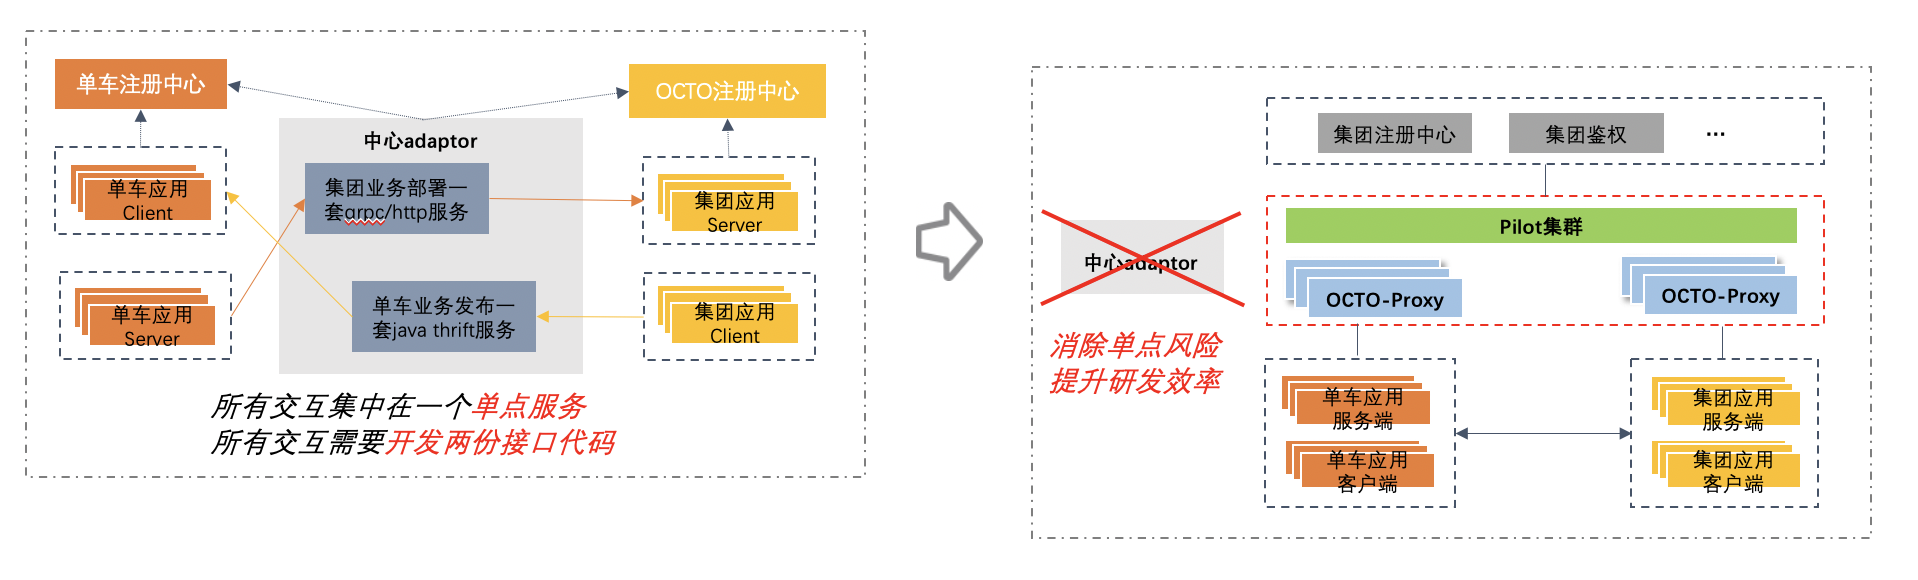 单车注册中心
OCTO注册中心
中心adaptor
单车应用
Client
集团业务部署一
套qrpc/http服务
集团应用
Server
单车应用
Server
单车业务发布一
套java thrift服务
集团应用
Client
所有交互集中在一个单点服务
所有交互需要开发两份接口代码
集团注册中心
集团鉴权
...
Pilot集群
中心adaptor
OCTO-Proxy
OCTO-Proxy
消除单点风险
提升研发效率
单车应用
服务端
集团应用
服务端
单车应用
客户端
集团应用
客户端